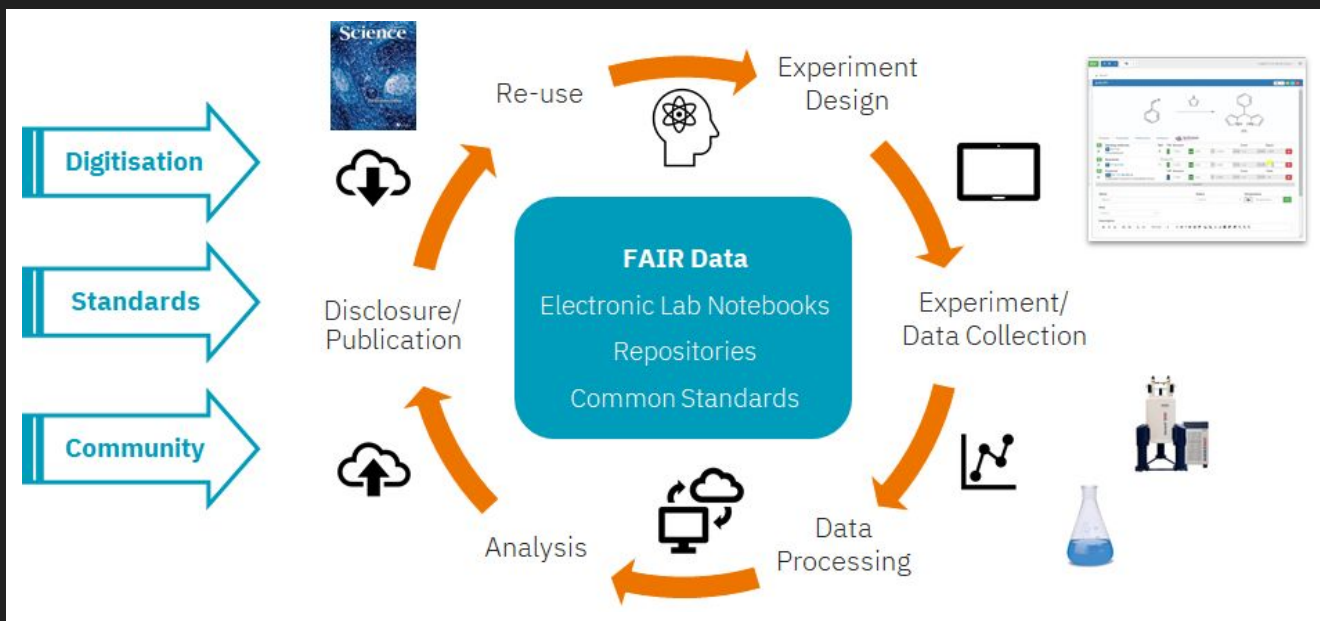 Science
Re-use
Experiment
Design
Digitisation
FAIR Data
Electronic Lab Notebooks
Repositories
Common Standards
Standards
Disclosure/
Publication
Experiment/
Data Collection
Community
Analysis
Data
Processing